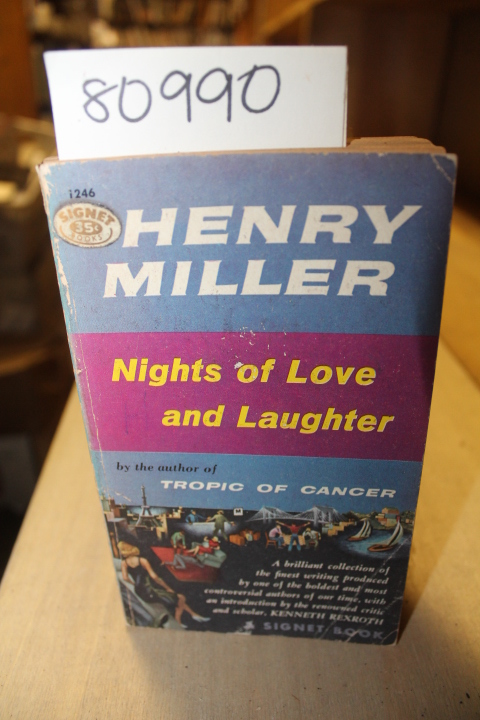 80990
1246
SIGNET
35¢
BOOKS
HENRY
MILLER
Nights of Love
and Laughter
by the author of
TROPIC OF CANCER
A brilliant collection of
the finest writing produced
by one of the boldest and most
controversial authors of our time, with
an introduction by the renowned critic
and scholar, KENNETH REXROTH
A SIGNET BOOK